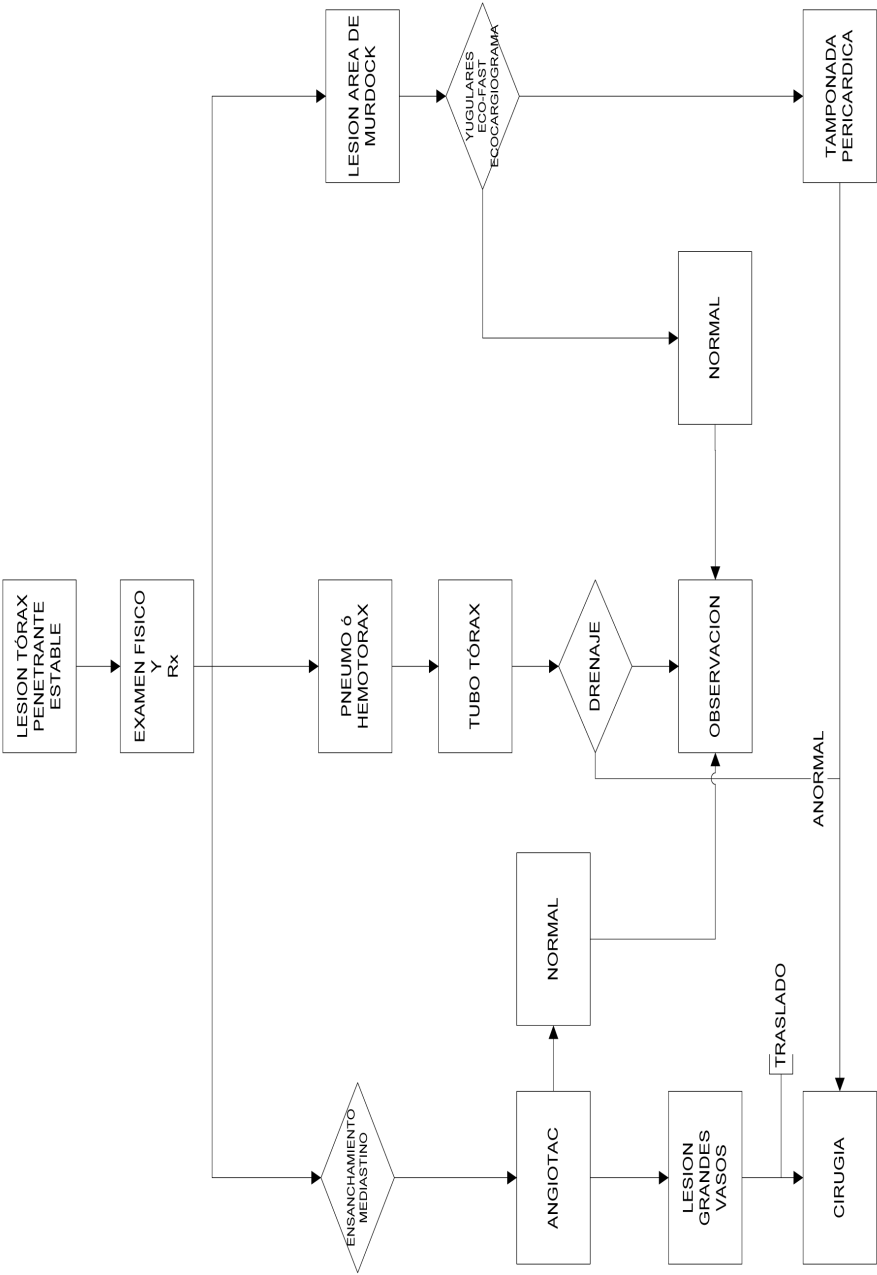 LESION TÓRAX
PENETRANTE
ESTABLE
EXAMEN FISICO
Y
Rx
ENSANCHAMIENTO
MEDIASTINO
PNEUMO ó
HEMOTORAX
LESION AREA DE
MURDOCK
ANGIOTAC
NORMAL
TUBO TÓRAX
YUGULARES
ECO-FAST
ECOCARGIOGRAMA
DRENAJE
NORMAL
LESION
GRANDES
VASOS
OBSERVACION
TRASLADO
ANORMAL
CIRUGIA
TAMPONADA
PERICARDICA